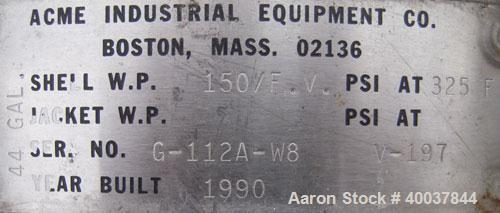 ACME INDUSTRIAL EQUIPMENT CO.
BOSTON, MASS. 02136
SHELL W.P. 150/F.V. PSI AT 325 F
JACKET W.P. PSI AT
SER. NO. G-112A-W8 V-197
YEAR BUILT 1990
44 GAL.
Aaron Stock # 40037844